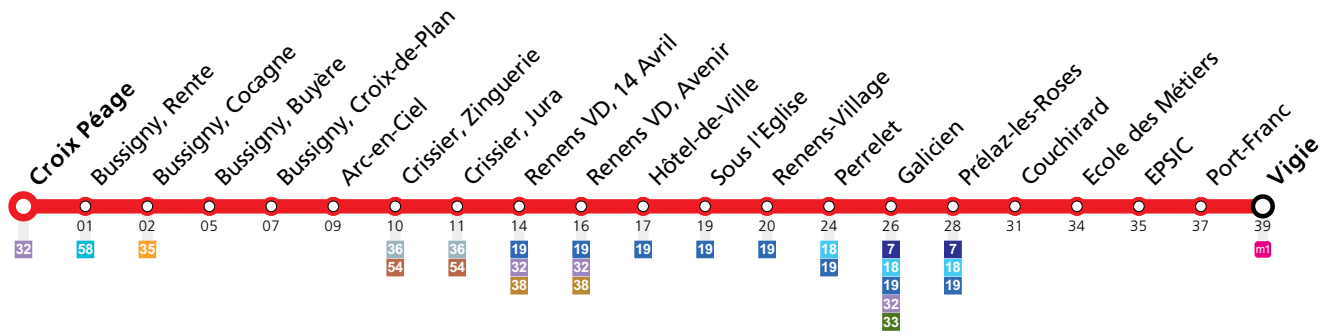 Croix Péage
Bussigny, Rente
Bussigny, Cocagne
Bussigny, Buyère
Bussigny, Croix-de-Plan
Arc-en-Ciel
Crissier, Zinguerie
Crissier, Jura
Renens VD, 14 Avril
Renens VD, Avenir
Hôtel-de-Ville
Sous l'Eglise
Renens-Village
Perrelet
Galicien
Prélaz-les-Roses
Couchirard
Ecole des Métiers
EPSIC
Port-Franc
Vigie
01 02 05 07 09 10 11 14 16 17 19 20 24 26 28 31 34 35 37 39
32 58 35 36 36 19 19 19 19 19 18 7 7 m1
54 54 32 32 19 18 18
38 38 19 19
32
33